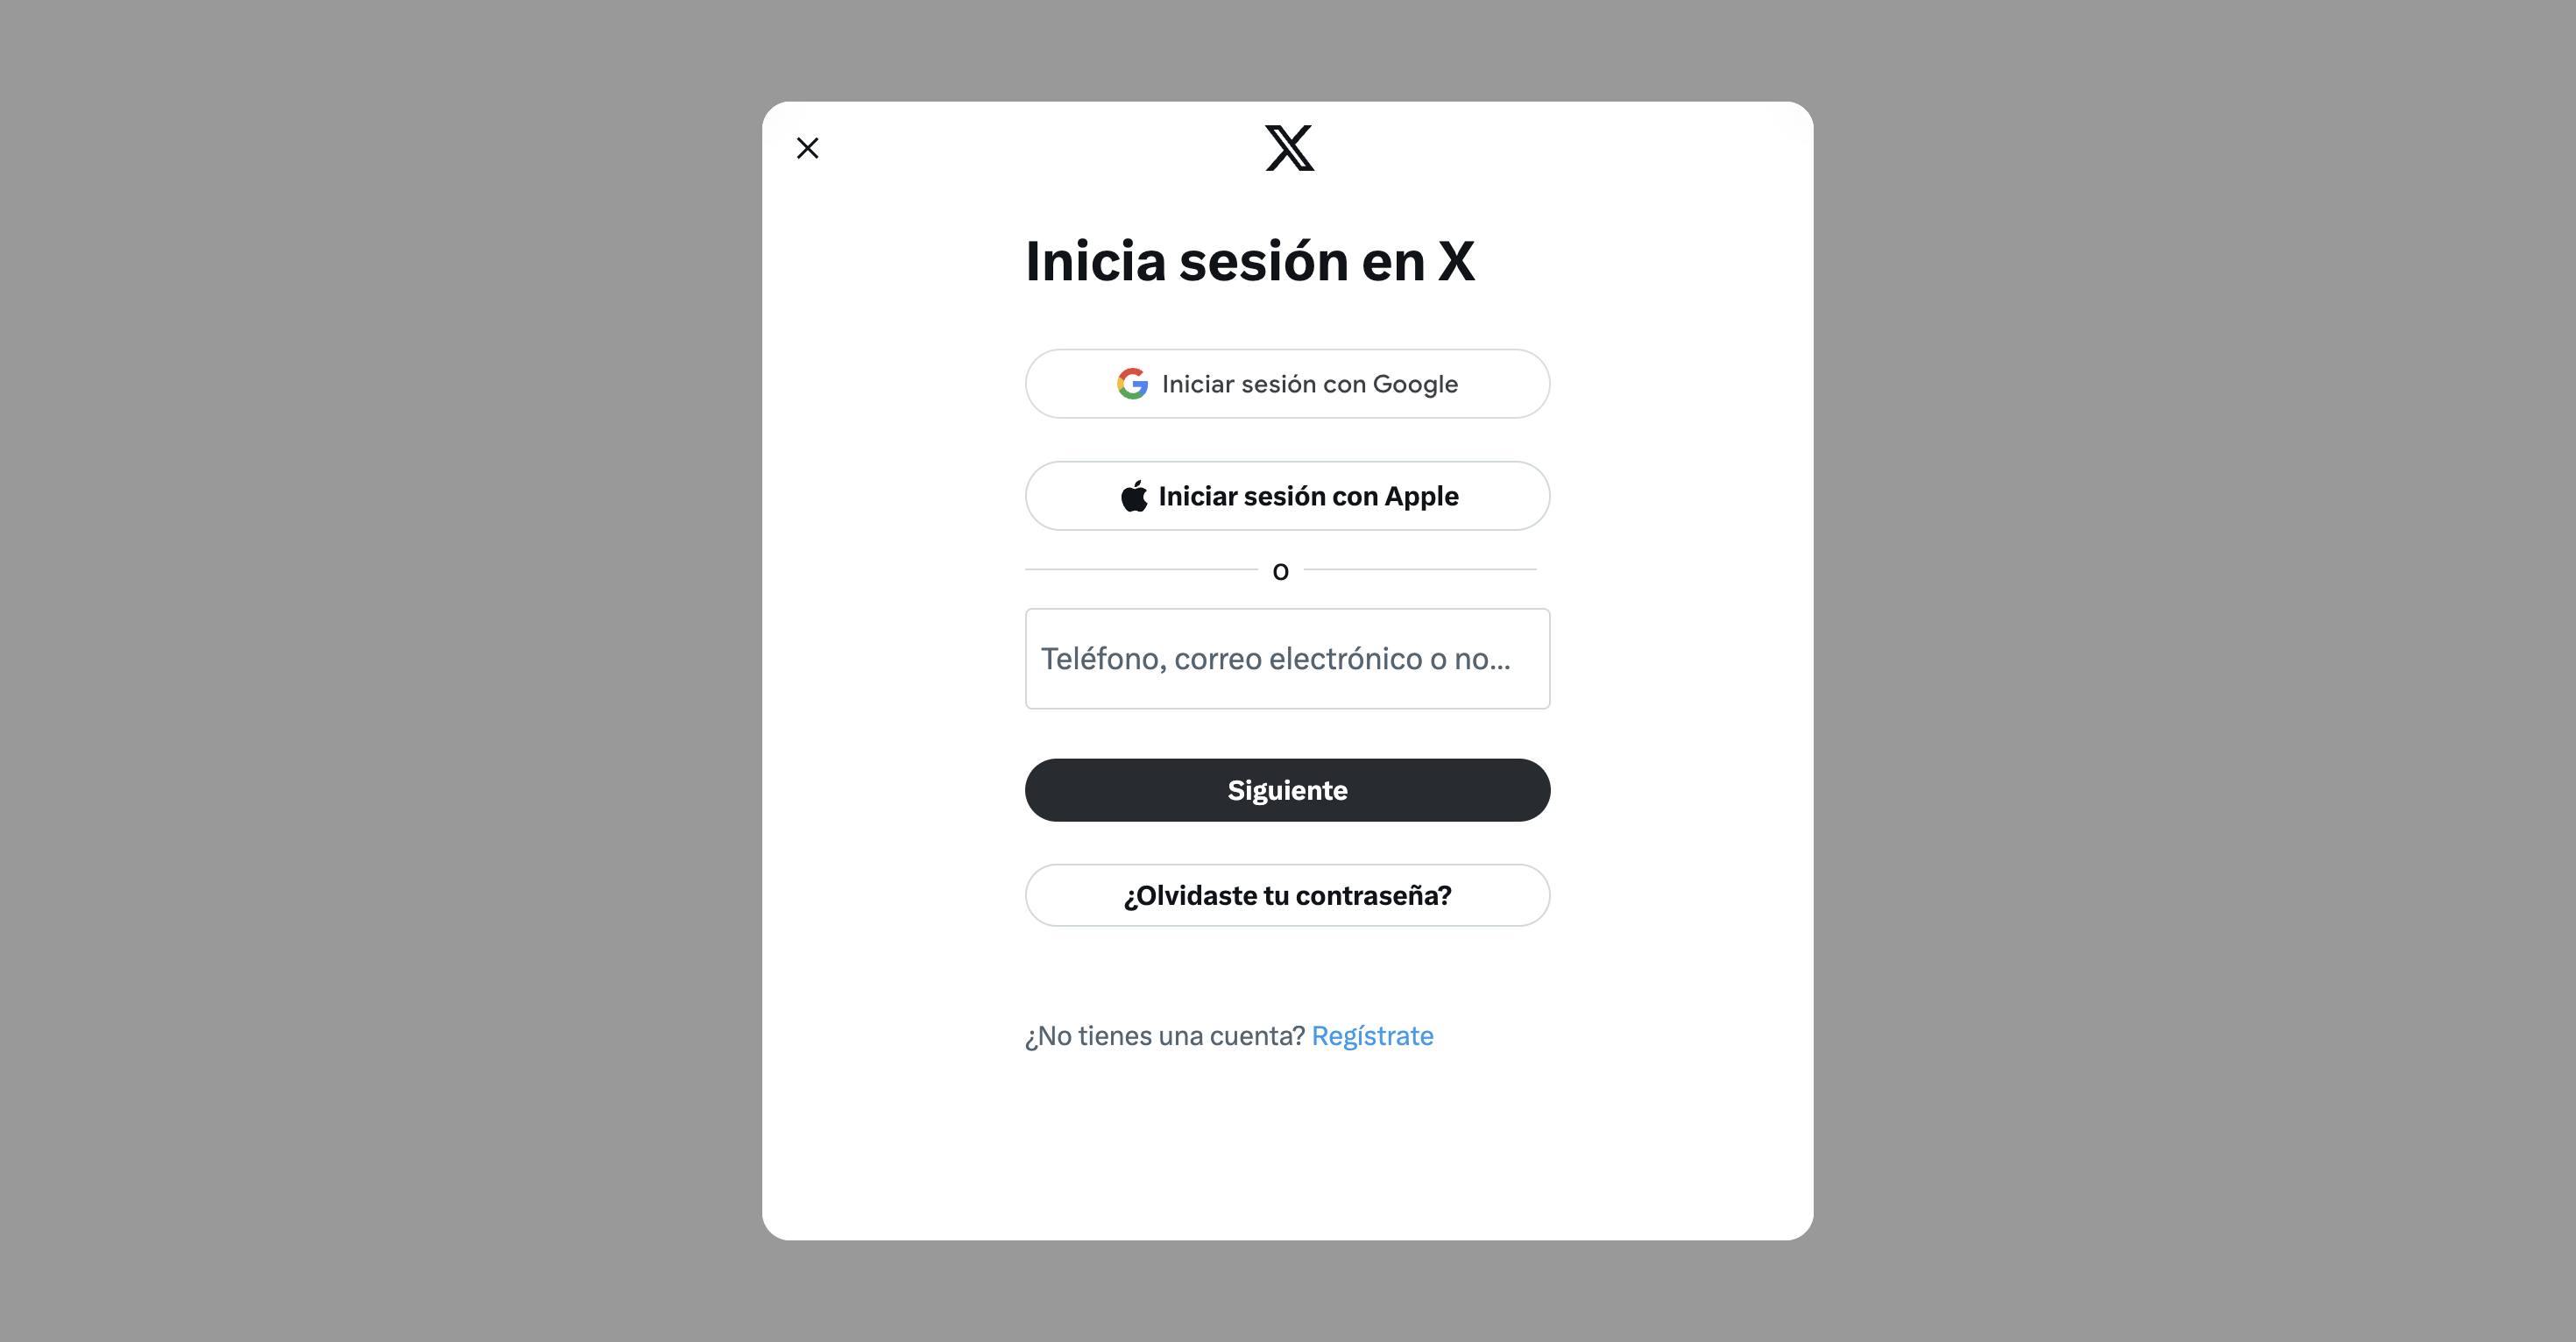 Inicia sesión en X
Iniciar sesión con Google
Iniciar sesión con Apple
o
Teléfono, correo electrónico o no...
Siguiente
¿Olvidaste tu contraseña?
¿No tienes una cuenta? Regístrate